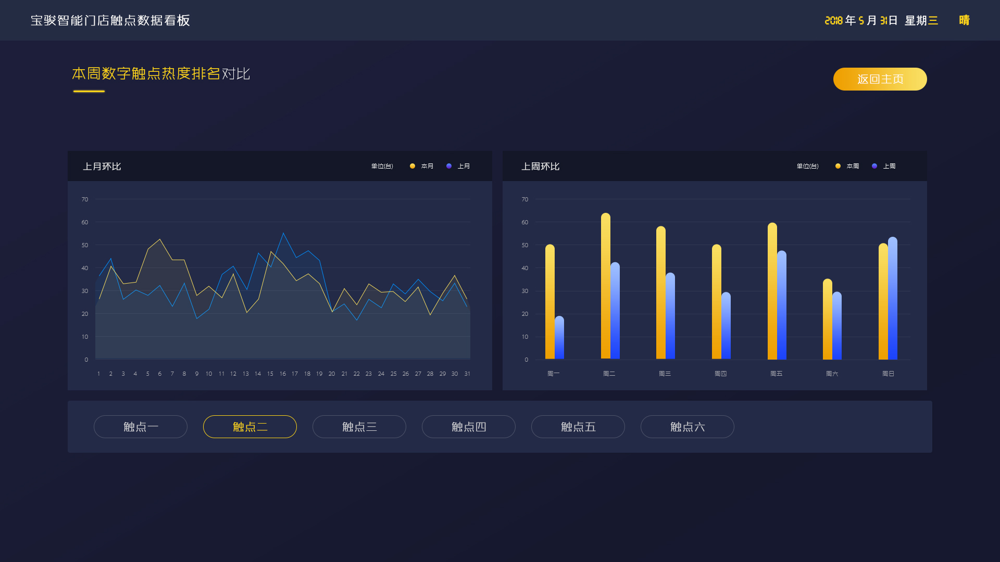 宝骏智能门店触点数据看板 2018年5月31日 星期三 晴
本周数字触点热度排名对比
返回主页
上月环比 单位(台) 本月 上月
70
60
50
40
30
20
10
0
1 2 3 4 5 6 7 8 9 10 11 12 13 14 15 16 17 18 19 20 21 22 23 24 25 26 27 28 29 30 31
上周环比 单位(台) 本周 上周
70
60
50
40
30
20
10
0
周一 周二 周三 周四 周五 周六 周日
触点一 触点二 触点三 触点四 触点五 触点六